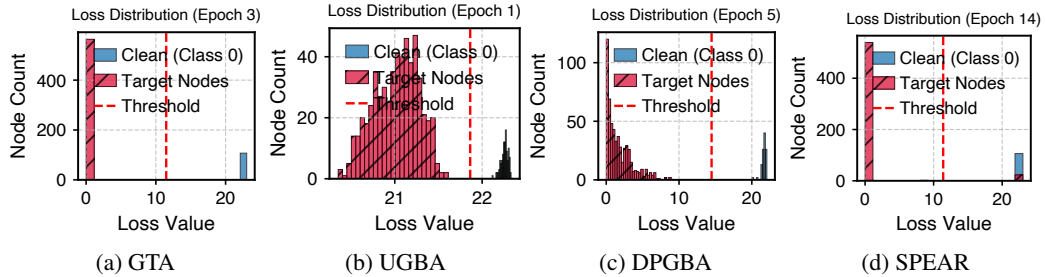 Loss Distribution (Epoch 3)
Node Count
400
200
0
Clean (Class 0)
Target Nodes
Threshold
0
10
20
Loss Value
(a) GTA
Loss Distribution (Epoch 1)
Node Count
40
20
0
Clean (Class 0)
Target Nodes
Threshold
21
22
Loss Value
(b) UGBA
Loss Distribution (Epoch 5)
Node Count
100
50
0
Clean (Class 0)
Target Nodes
Threshold
0
10
20
Loss Value
(c) DPGBA
Loss Distribution (Epoch 14)
Node Count
400
200
0
Clean (Class 0)
Target Nodes
Threshold
0
10
20
Loss Value
(d) SPEAR